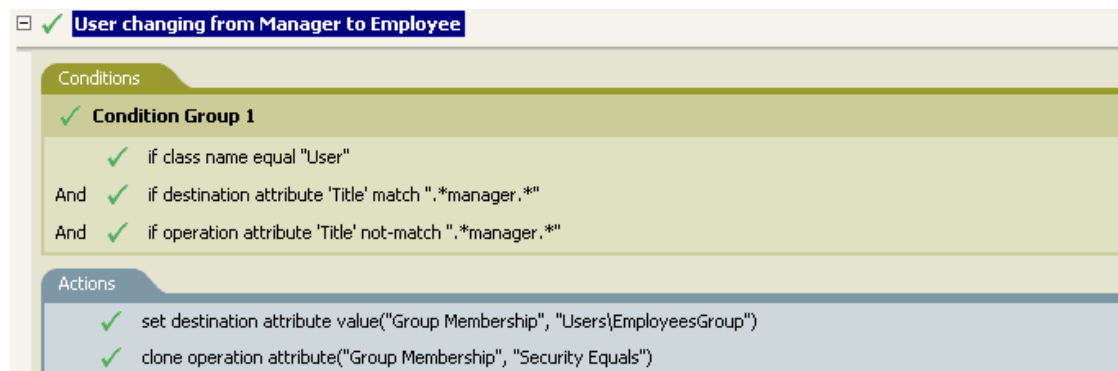 User changing from Manager to Employee
Conditions
Condition Group 1
if class name equal "User"
And if destination attribute 'Title' match ".*manager.*"
And if operation attribute 'Title' not-match ".*manager.*"
Actions
set destination attribute value("Group Membership", "Users\EmployeesGroup")
clone operation attribute("Group Membership", "Security Equals")